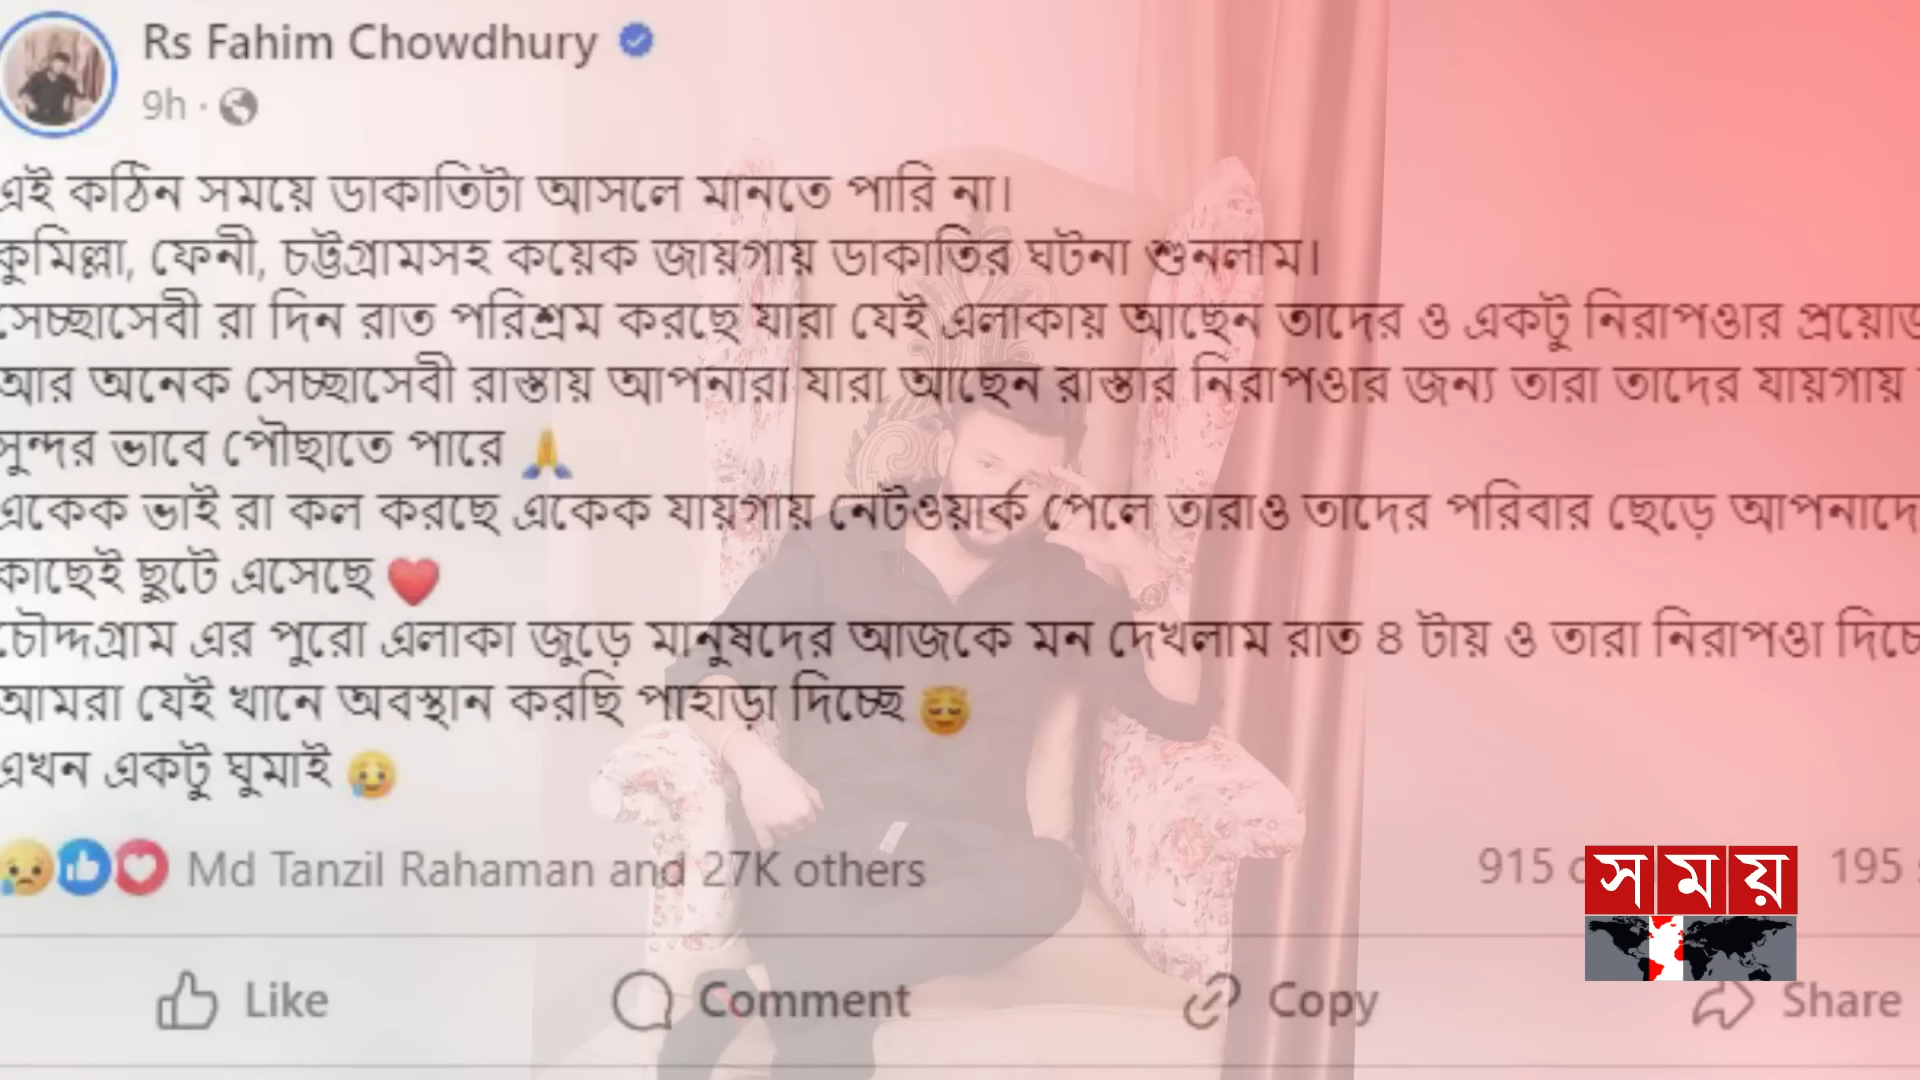 Rs Fahim Chowdhury
9h
এই কঠিন সময়ে ডাকাতিটা আসলে মানতে পারি না।
কুমিল্লা, ফেনী, চট্টগ্রামসহ কয়েক জায়গায় ডাকাতির ঘটনা শুনলাম।
সেচ্ছাসেবী রা দিন রাত পরিশ্রম করছে যারা যেই এলাকায় আছেন তাদের ও একটু নিরাপওার
আর অনেক সেচ্ছাসেবী রাস্তায় আপনারা যারা আছেন রাস্তার নিরাপওার জন্য তারা তাদের যায়গায়
সুন্দর ভাবে পৌছাতে পারে 🙏
একেক ভাই রা কল করছে একেক যায়গায় নেটওয়ার্ক পেলে তারাও তাদের পরিবার ছেড়ে
কাছেই ছুটে এসেছে ❤️
চৌদ্দগ্রাম এর পুরো এলাকা জুড়ে মানুষদের আজকে মন দেখলাম রাত ৪ টায় ও তারা নিরাপওা
আমরা যেই খানে অবস্থান করছি পাহাড়া দিচ্ছে 😇
এখন একটু ঘুমাই 😢
Md Tanzil Rahaman and 27K others
915
195
সময়
Like
Comment
Copy
Share